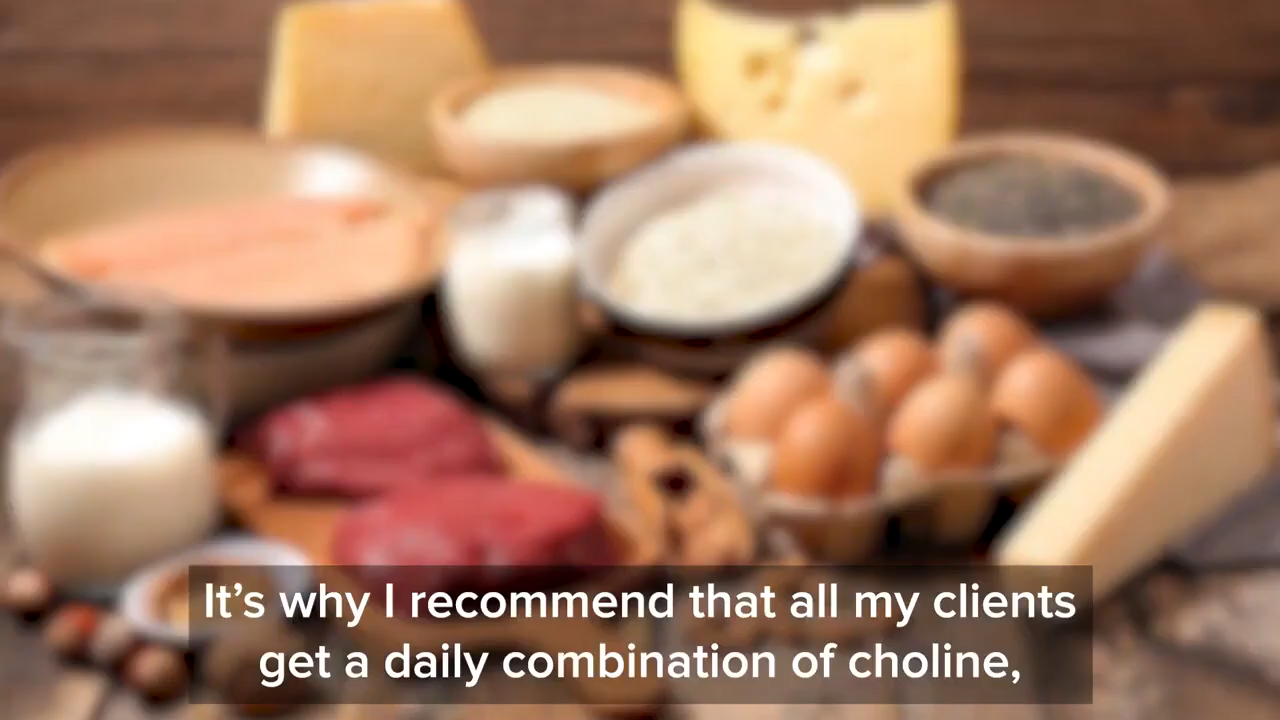 It's why I recommend that all my clients
get a daily combination of choline,